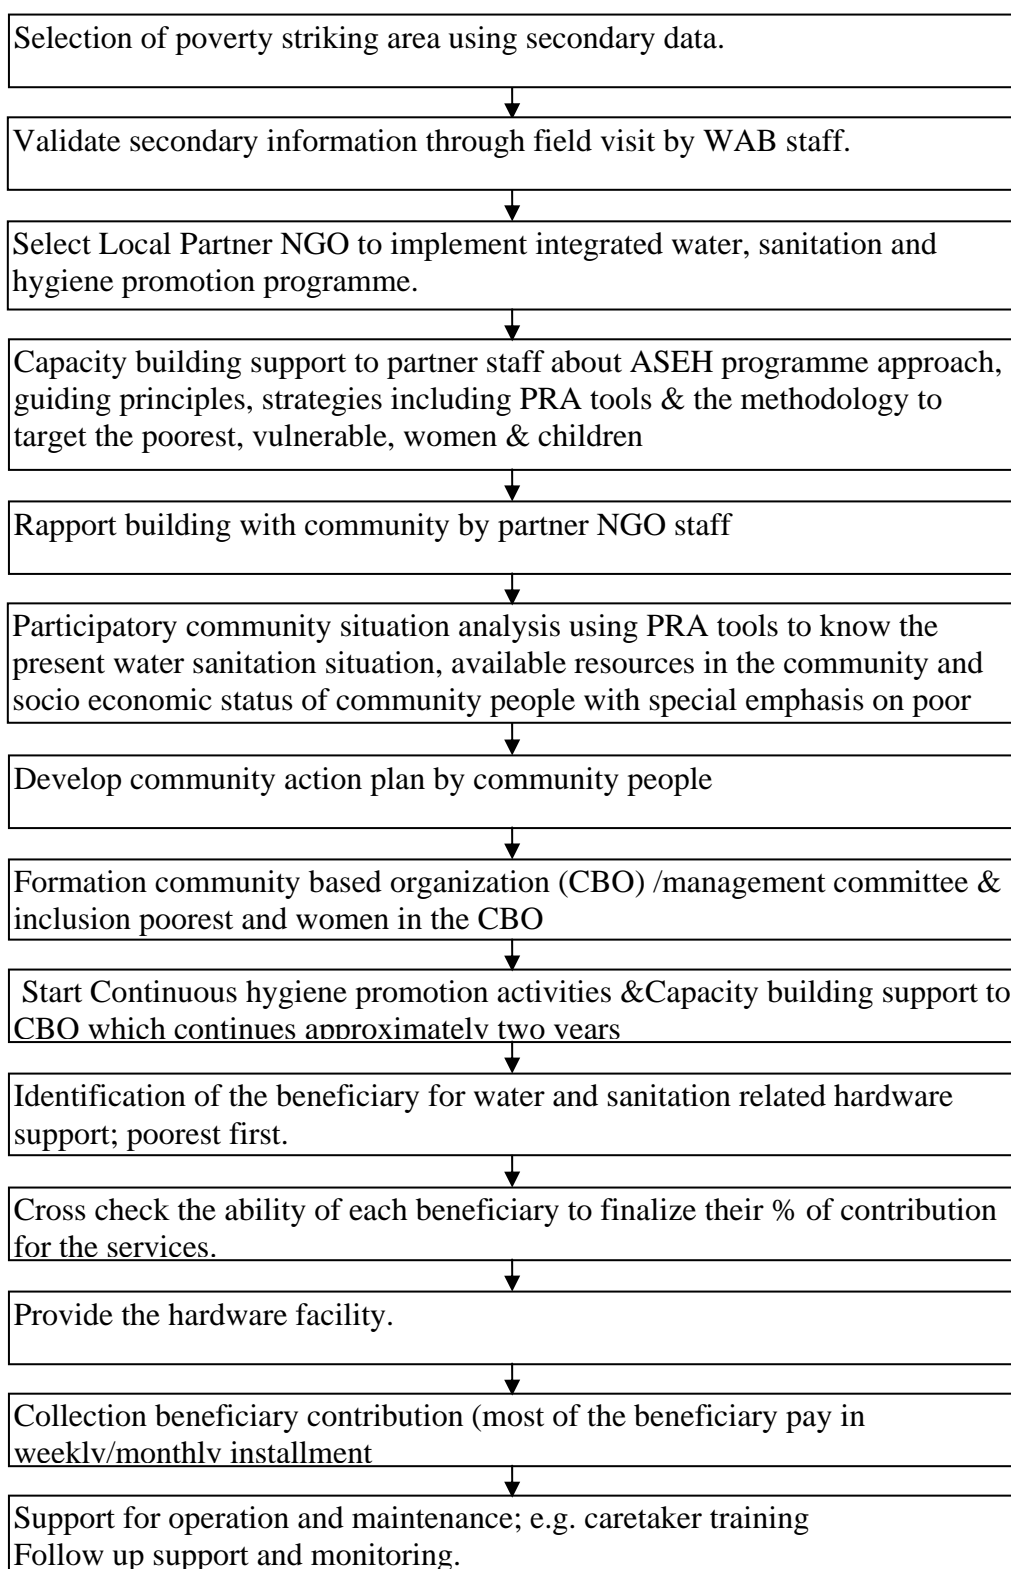 Selection of poverty striking area using secondary data.
Validate secondary information through field visit by WAB staff.
Select Local Partner NGO to implement integrated water, sanitation and
hygiene promotion programme.
Capacity building support to partner staff about ASEH programme approach,
guiding principles, strategies including PRA tools & the methodology to
target the poorest, vulnerable, women & children
Rapport building with community by partner NGO staff
Participatory community situation analysis using PRA tools to know the
present water sanitation situation, available resources in the community and
socio economic status of community people with special emphasis on poor
Develop community action plan by community people
Formation community based organization (CBO) /management committee &
inclusion poorest and women in the CBO
Start Continuous hygiene promotion activities &Capacity building support to
CBO which continues approximately two years
Identification of the beneficiary for water and sanitation related hardware
support; poorest first.
Cross check the ability of each beneficiary to finalize their % of contribution
for the services.
Provide the hardware facility.
Collection beneficiary contribution (most of the beneficiary pay in
weekly/monthly installment
Support for operation and maintenance; e.g. caretaker training
Follow up support and monitoring.